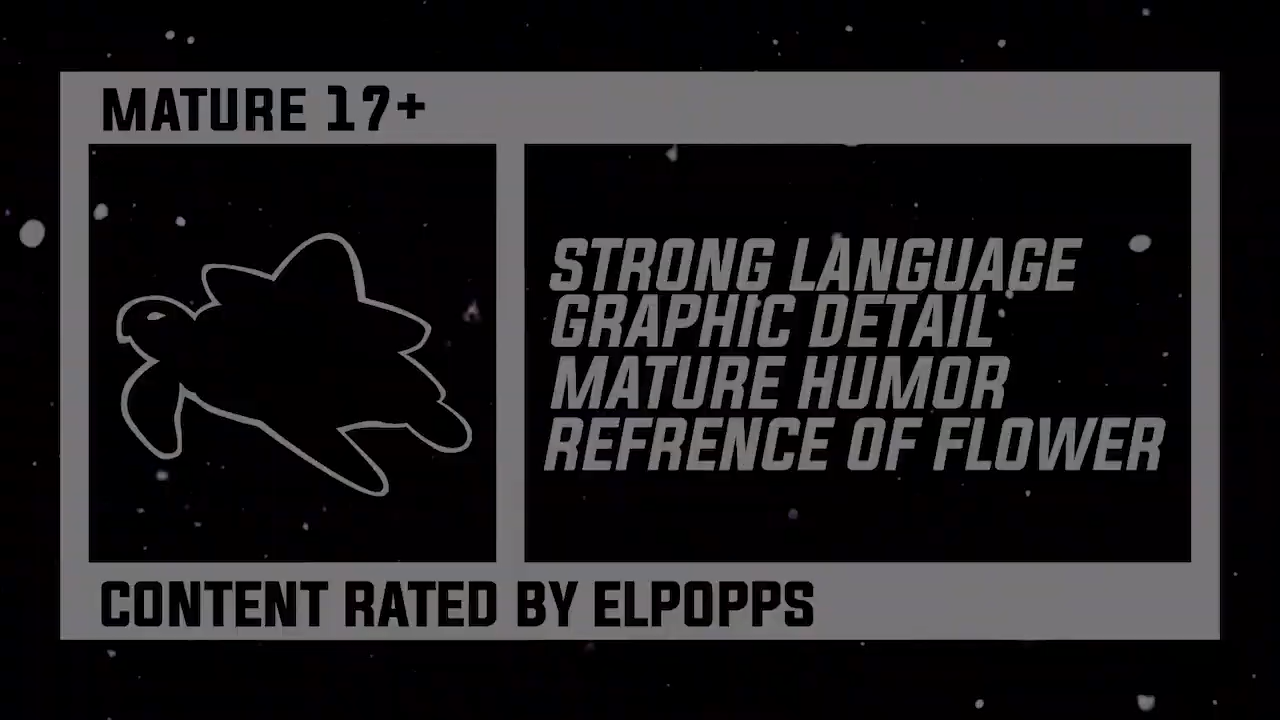 MATURE 17+
STRONG LANGUAGE
GRAPHIC DETAIL
MATURE HUMOR
REFRENCE OF FLOWER
CONTENT RATED BY ELPOPPS